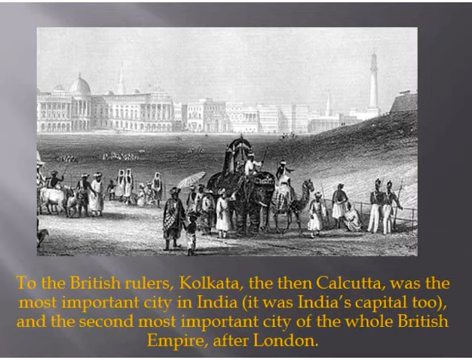 To the British rulers, Kolkata, the then Calcutta, was the
most important city in India (it was India's capital too),
and the second most important city of the whole British
Empire, after London.